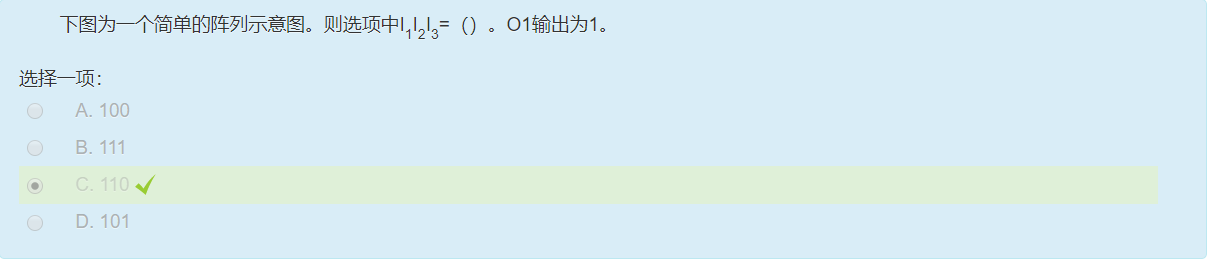 下图为一个简单的阵列示意图。则选项中I₁I₂I₃=（）。O1输出为1。
选择一项：
A. 100
B. 111
C. 110
D. 101